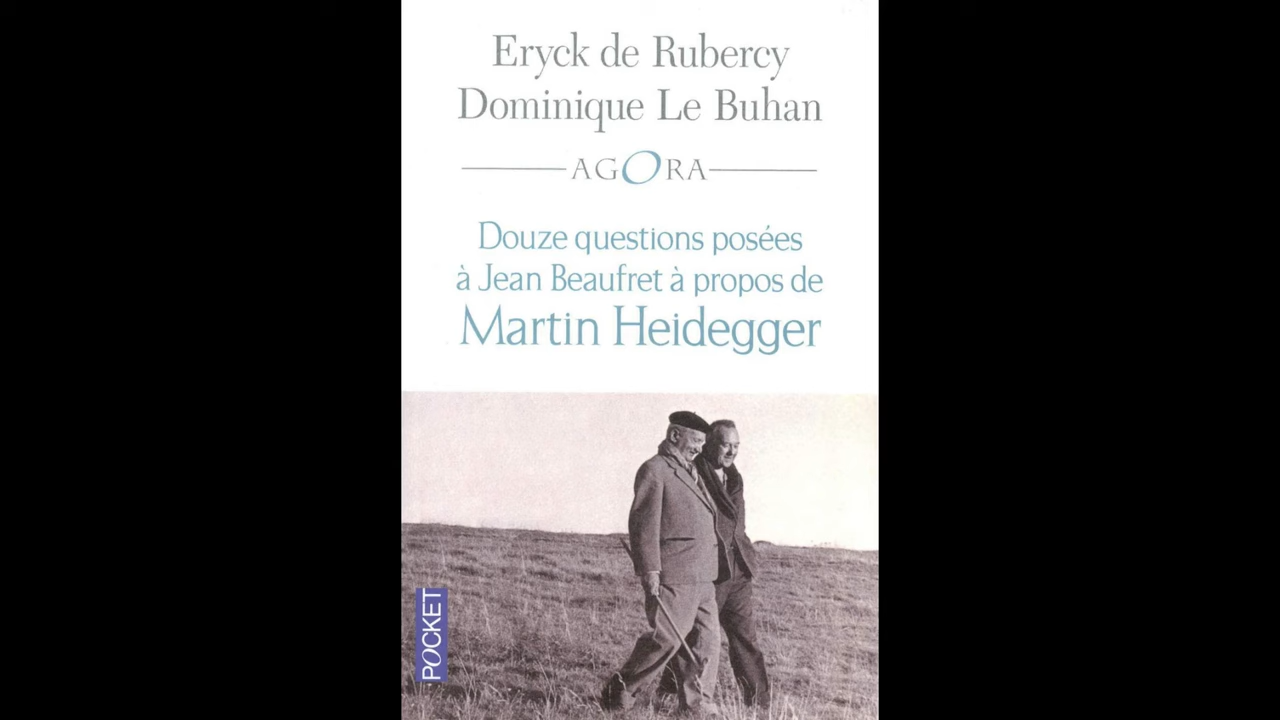 Eryck de Rubercy
Dominique Le Buhan
AGORA
Douze questions posées
à Jean Beaufret à propos de
Martin Heidegger
POCKET